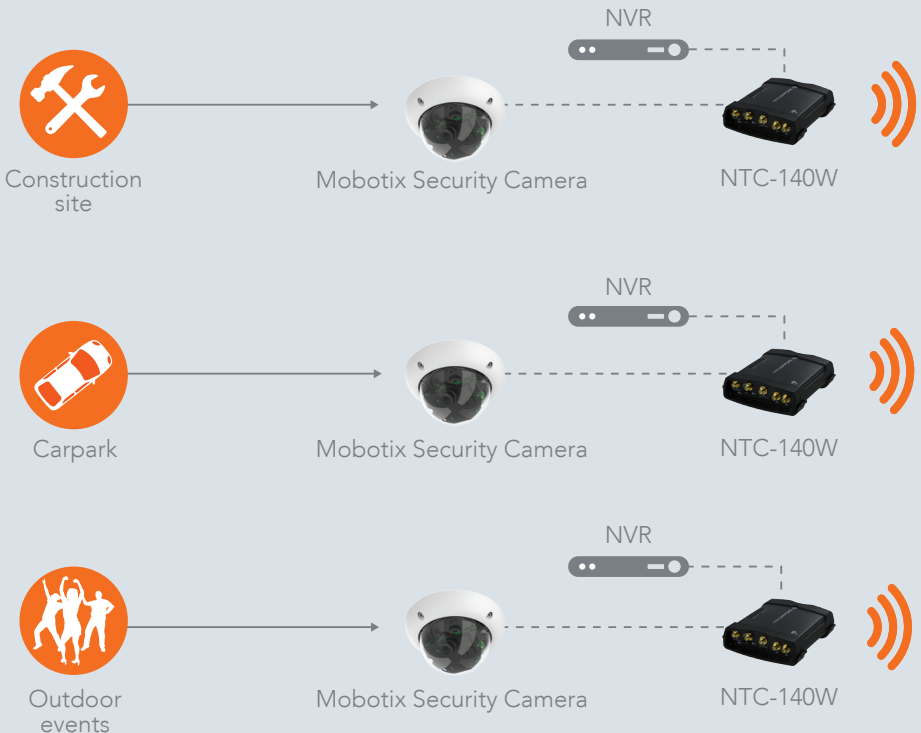 NVR
Construction
site
Mobotix Security Camera
NTC-140W
NVR
Carpark
Mobotix Security Camera
NTC-140W
NVR
Outdoor
events
Mobotix Security Camera
NTC-140W